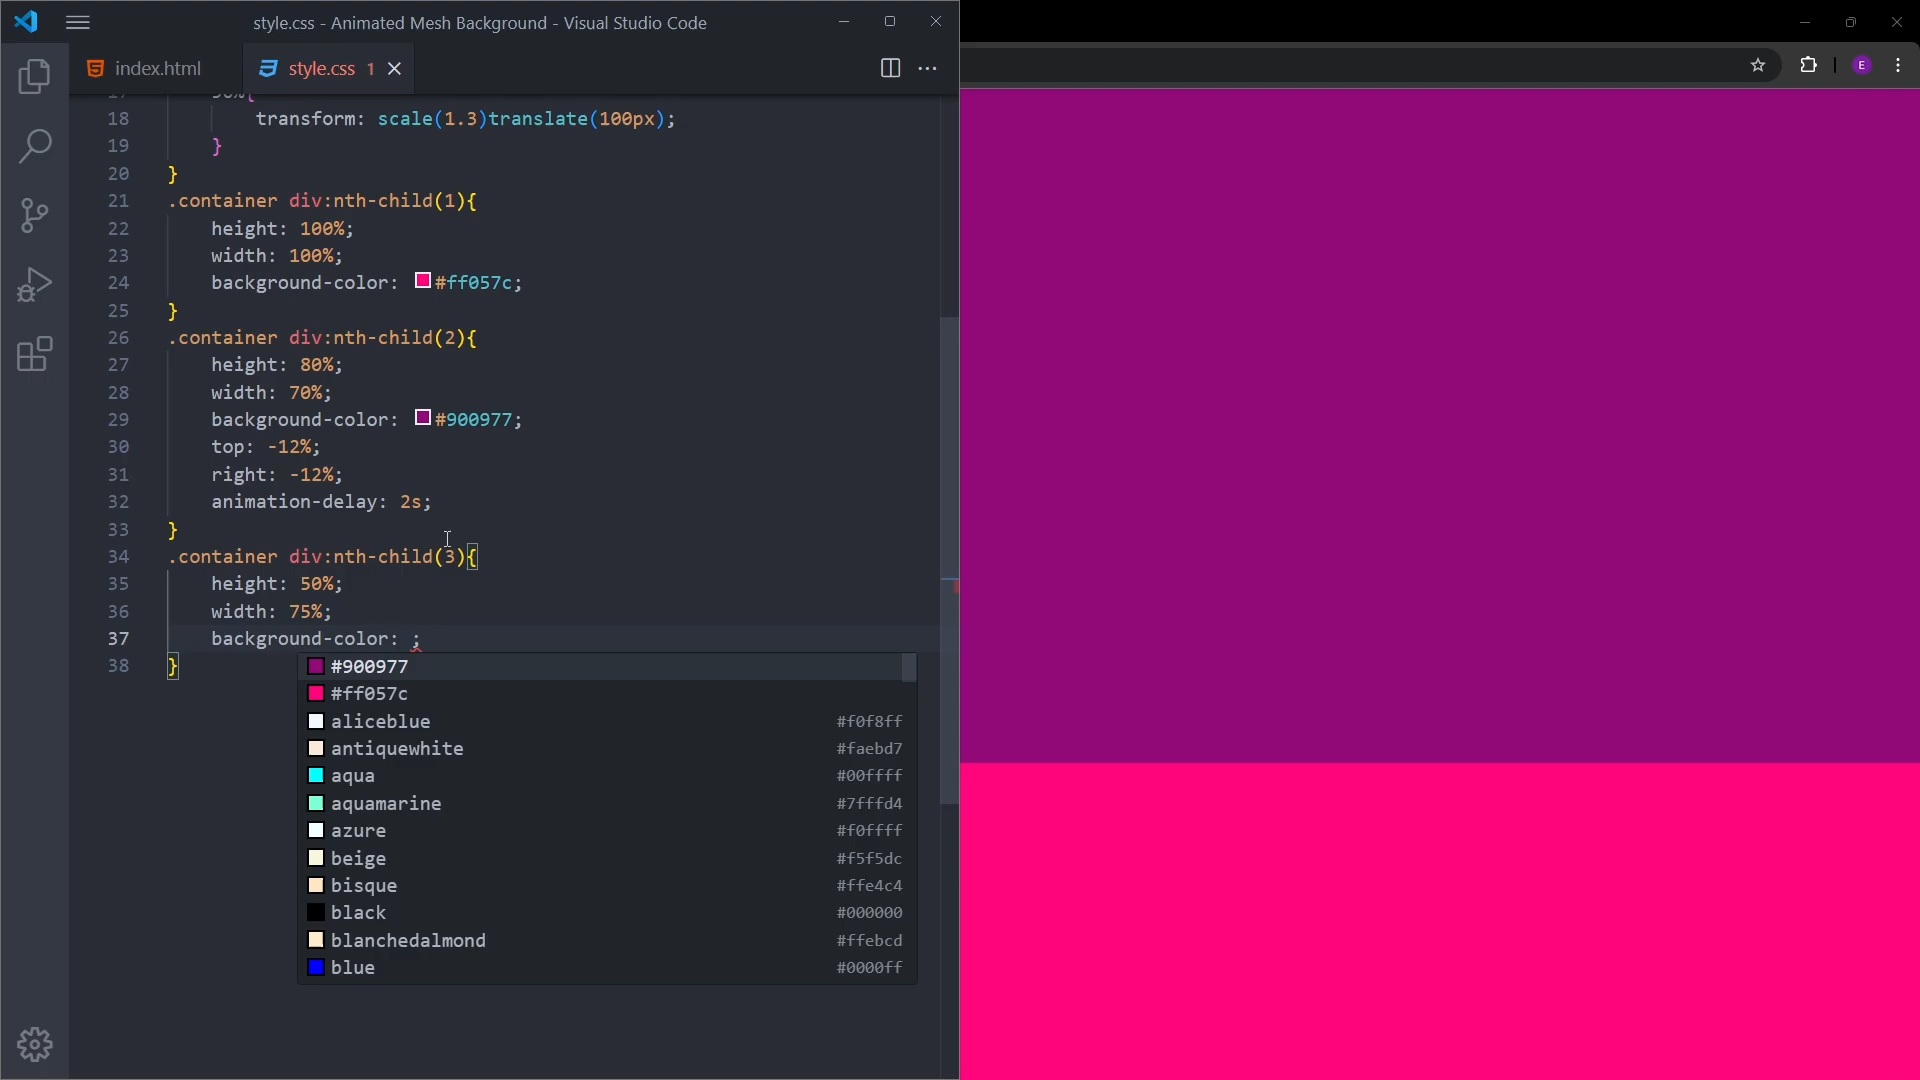 style.css - Animated Mesh Background - Visual Studio Code
index.html
style.css 1
E
18 transform: scale(1.3)translate(100px);
19 }
20 }
21 .container div:nth-child(1){
22 height: 100%;
23 width: 100%;
24 background-color: #ff057c;
25 }
26 .container div:nth-child(2){
27 height: 80%;
28 width: 70%;
29 background-color: #900977;
30 top: -12%;
31 right: -12%;
32 animation-delay: 2s;
33 }
34 .container div:nth-child(3){
35 height: 50%;
36 width: 75%;
37 background-color: ;
38 }
#900977
#ff057c
aliceblue #f0f8ff
antiquewhite #faebd7
aqua #00ffff
aquamarine #7fffd4
azure #f0ffff
beige #f5f5dc
bisque #ffe4c4
black #000000
blanchedalmond #ffebcd
blue #0000ff